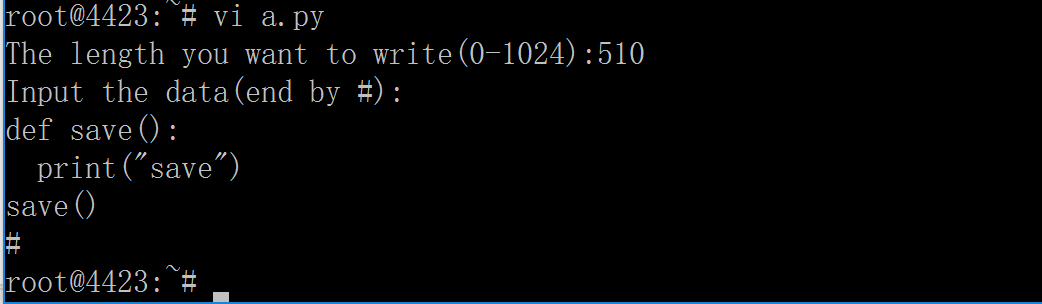 root@4423:~# vi a.py
The length you want to write(0-1024):510
Input the data(end by #):
def save():
  print("save")
save()
#
root@4423:~#